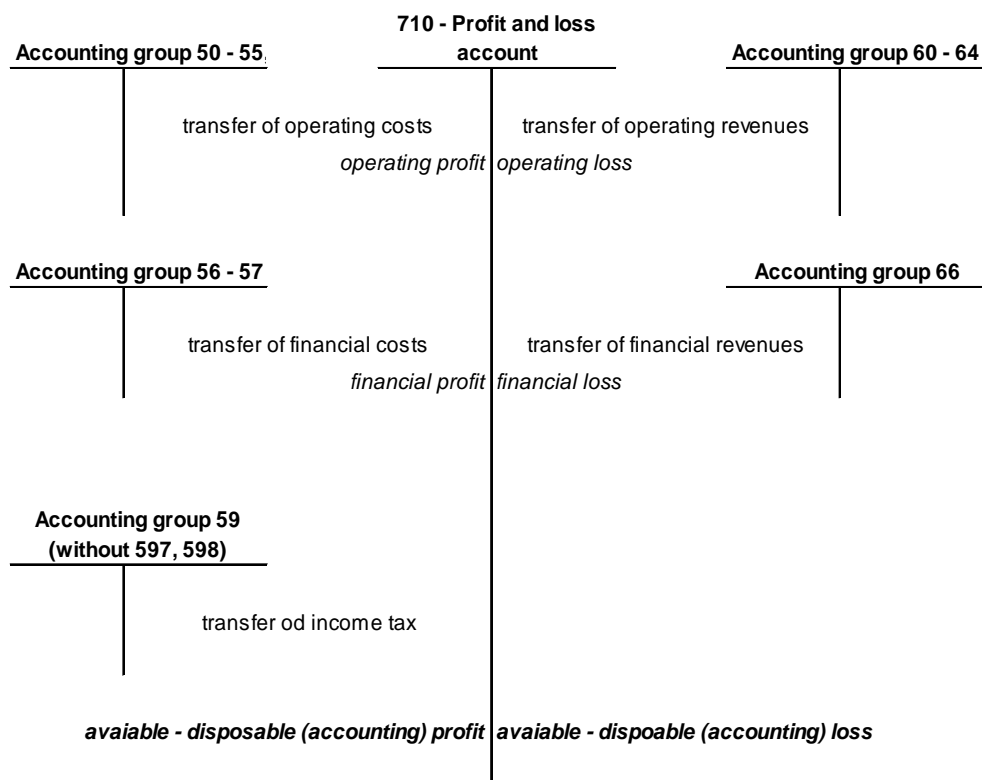 710 - Profit and loss
account
Accounting group 50 - 55
Accounting group 60 - 64
transfer of operating costs
transfer of operating revenues
operating profit
operating loss
Accounting group 56 - 57
Accounting group 66
transfer of financial costs
transfer of financial revenues
financial profit
financial loss
Accounting group 59
(without 597, 598)
transfer od income tax
avaiable - disposable (accounting) profit
avaiable - dispoable (accounting) loss